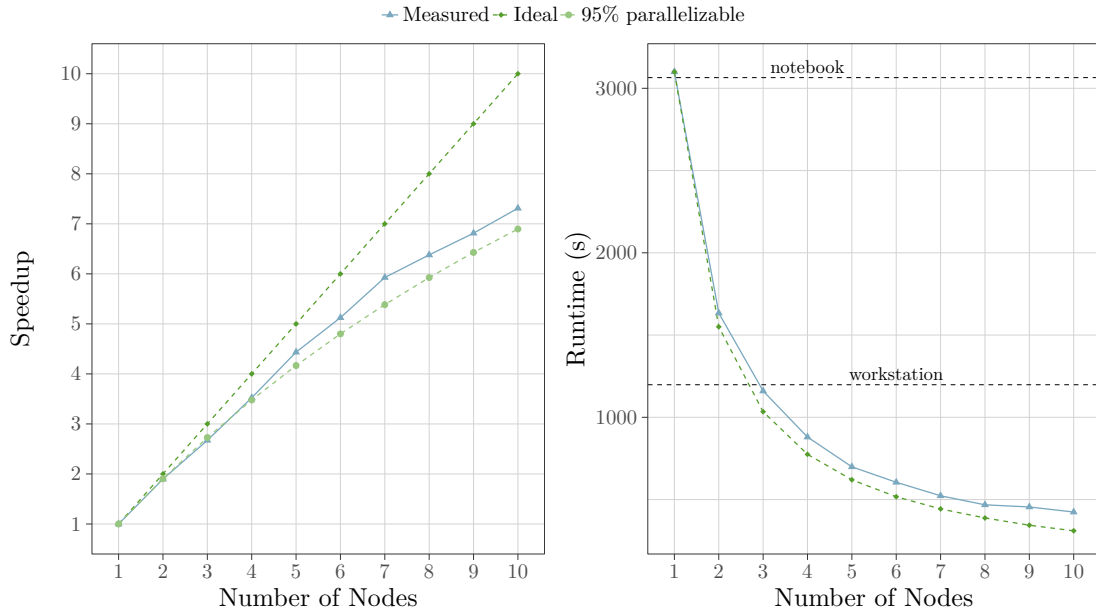 Measured Ideal 95% parallelizable
Speedup
10
9
8
7
6
5
4
3
2
1
1 2 3 4 5 6 7 8 9 10
Number of Nodes
Runtime (s)
3000
2000
1000
notebook
workstation
1 2 3 4 5 6 7 8 9 10
Number of Nodes